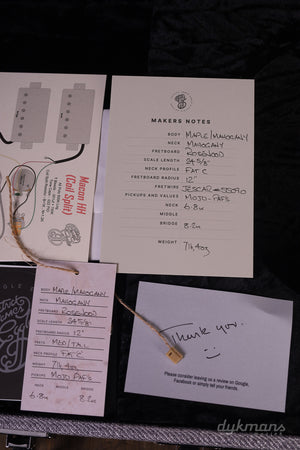 MAKERS NOTES
BODY MAPLE/MAHOGANY
NECK MAHOGANY
FRETBOARD ROSEWOOD
SCALE LENGTH 24 5/8"
NECK PROFILE FAT C
FRETBOARD RADIUS 12"
FRETWIRE JESCAR 55090
PICKUPS AND VALUES MOJO PAF'S
NECK 6.8k
MIDDLE
BRIDGE 8.2k
WEIGHT 7lb,4oz
Mazon HH
(Coil Split)
BODY MAPLE/MAHOGANY
NECK MAHOGANY
FRETBOARD ROSEWOOD
SCALE LENGTH 24 5/8"
FRETBOARD RADIUS 12"
FRETS MED/TALL
NECK PROFILE FAT C
WEIGHT 7lb,4oz
PICKUPS MOJO PAF'S
NECK MIDDLE BRIDGE
6.8k 8.2k
Thank you.
Please consider leaving us a review on Google,
Facebook or simply tell your friends.
dykmans